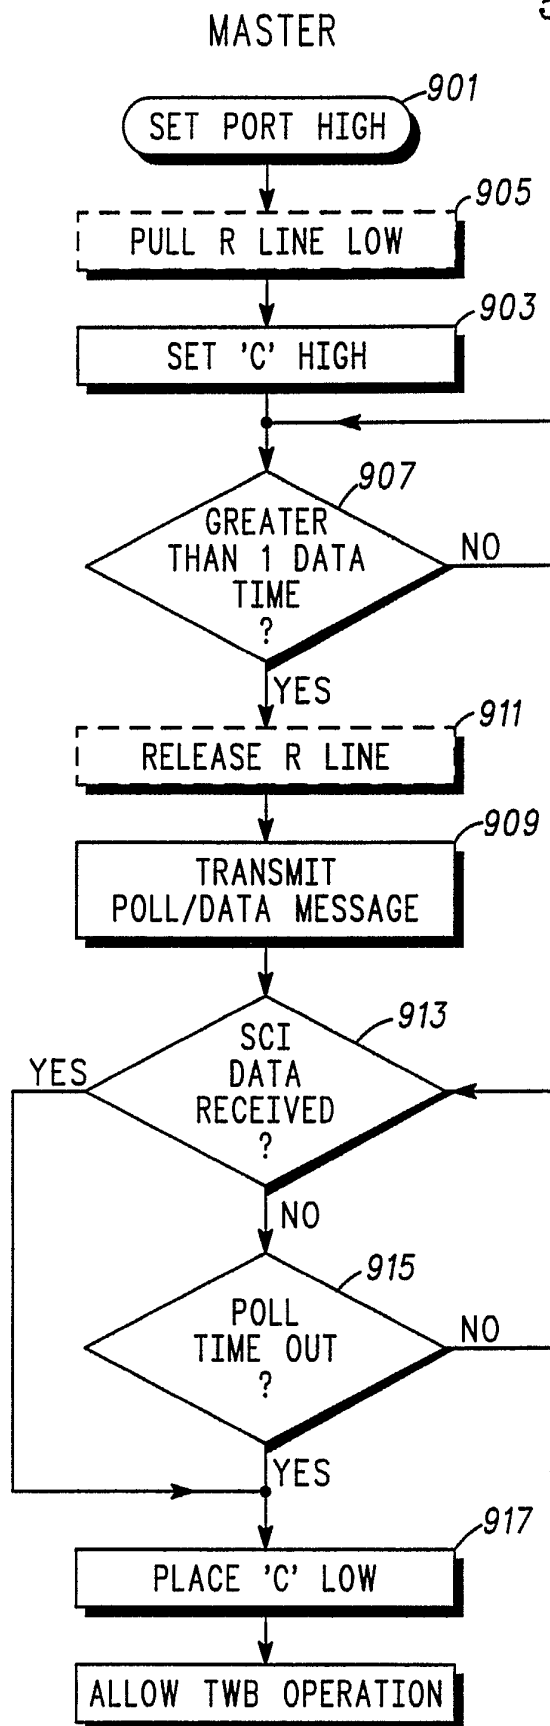 MASTER
901
SET PORT HIGH
905
PULL R LINE LOW
903
SET 'C' HIGH
907
GREATER
THAN 1 DATA
TIME
?
NO
YES
911
RELEASE R LINE
909
TRANSMIT
POLL/DATA MESSAGE
913
SCI
DATA
RECEIVED
?
YES
NO
915
POLL
TIME OUT
?
NO
YES
917
PLACE 'C' LOW
ALLOW TWB OPERATION